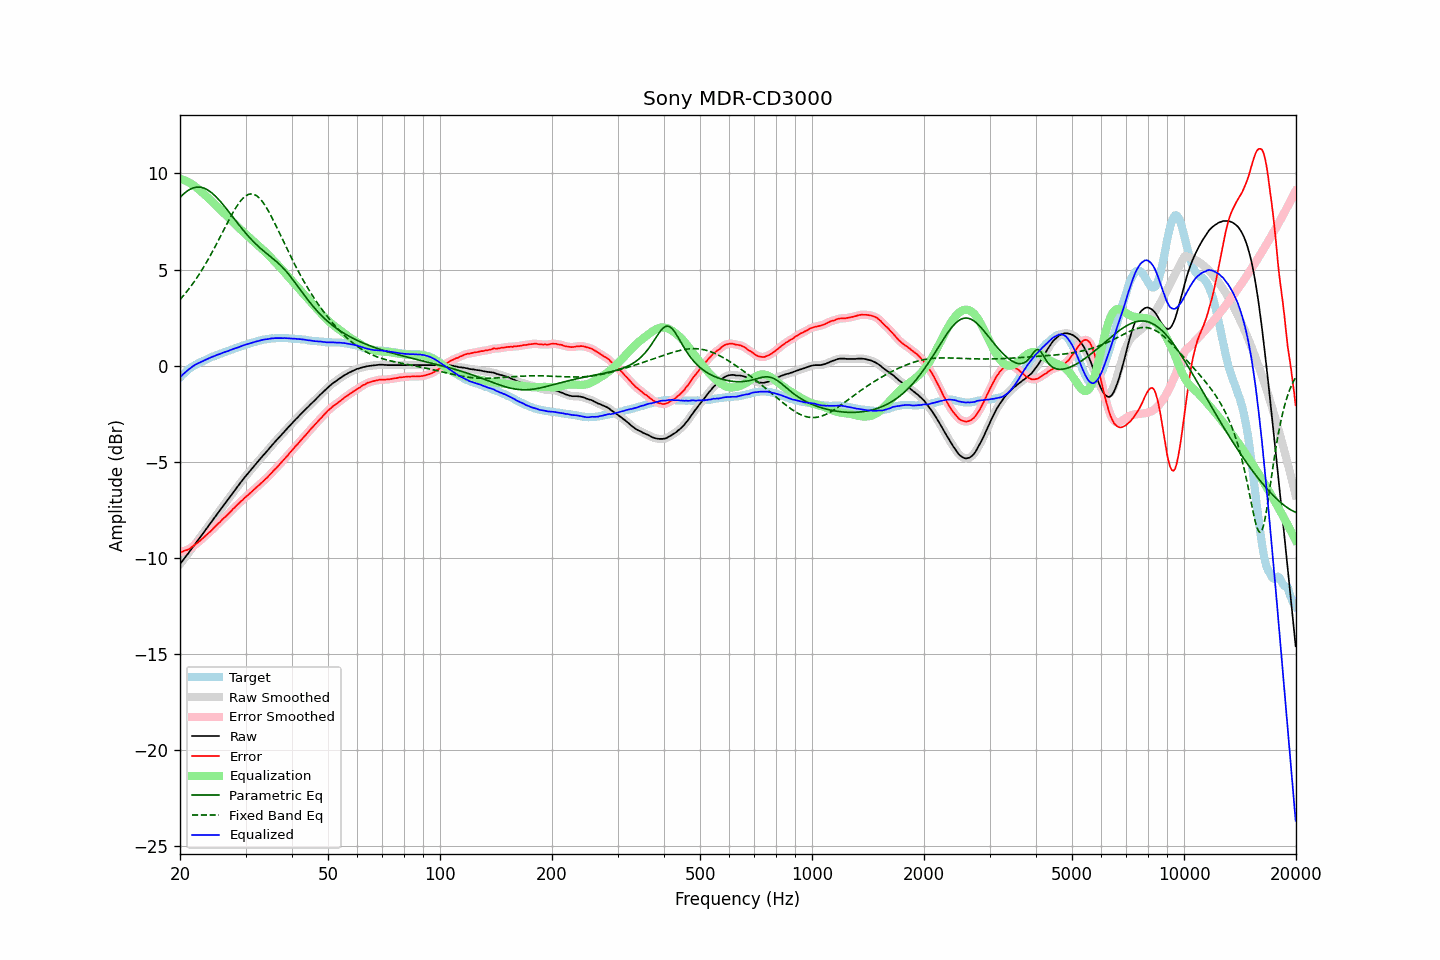 Sony MDR-CD3000
Amplitude (dBr)
10
5
0
−5
−10
−15
−20
−25
Target
Raw Smoothed
Error Smoothed
Raw
Error
Equalization
Parametric Eq
Fixed Band Eq
Equalized
20 50 100 200 500 1000 2000 5000 10000 20000
Frequency (Hz)